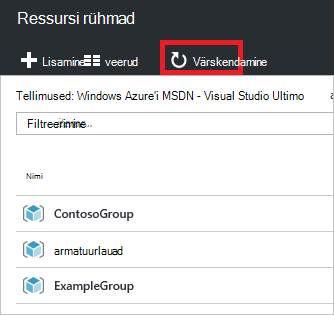 Ressursi rühmad
Lisamine veerud Värskendamine
Tellimused: Windows Azure'i MSDN - Visual Studio Ultimo
Filtreerimine
Nimi
ContosoGroup
armatuurlauad
ExampleGroup